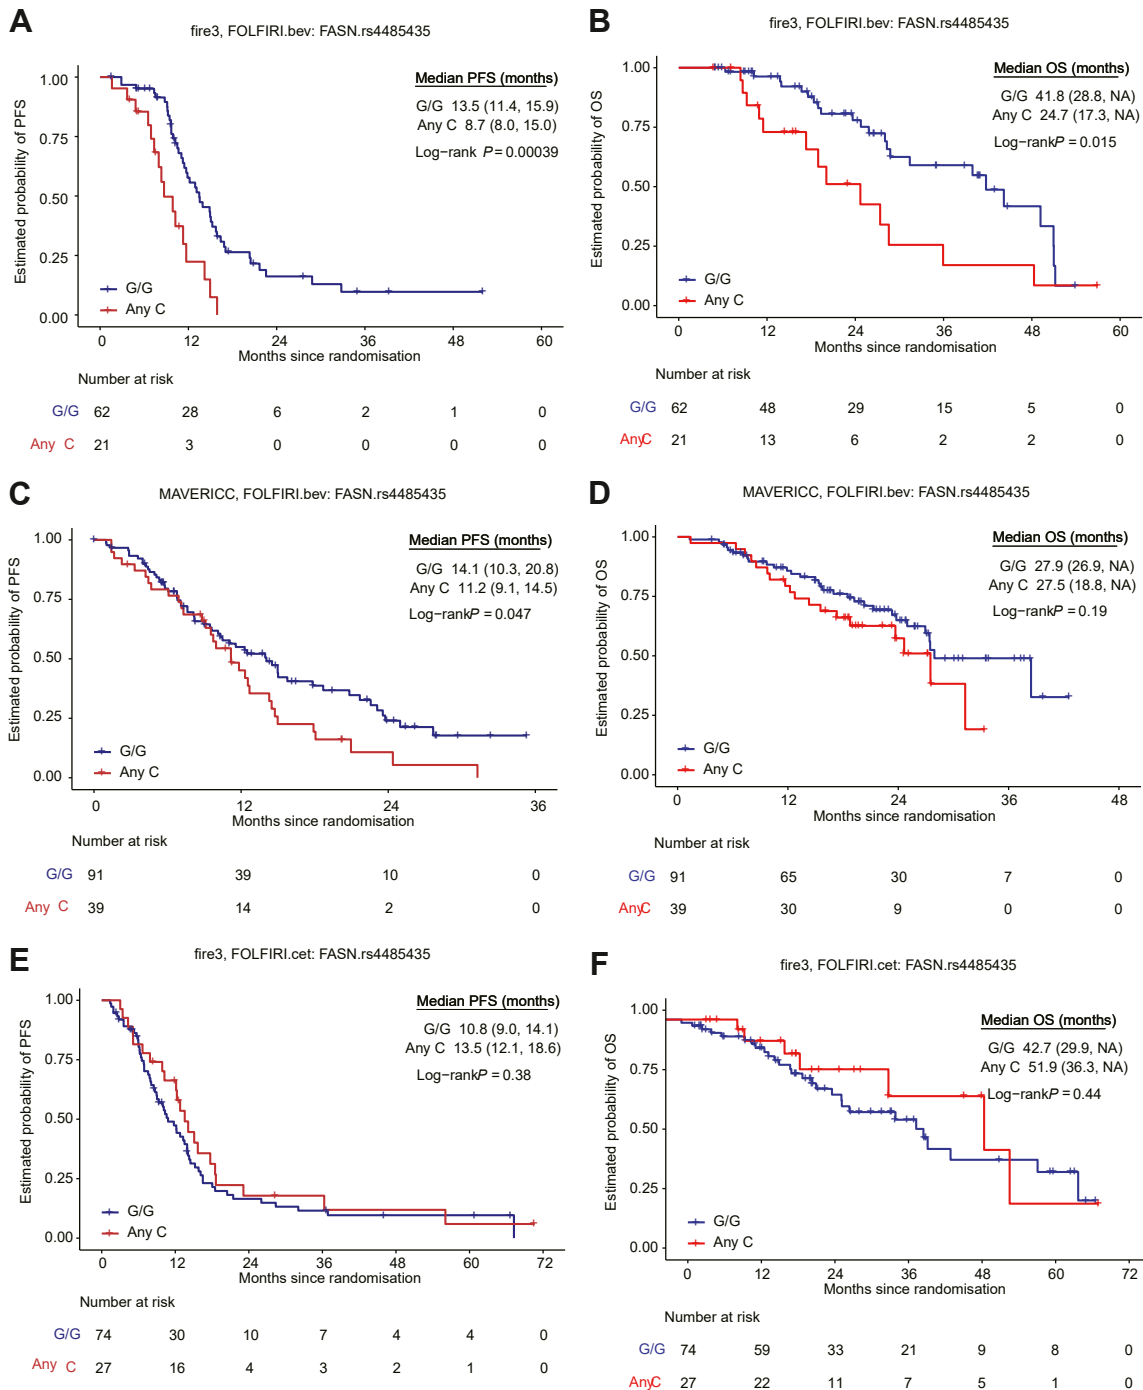 A
fire3, FOLFIRI.bev: FASN.rs4485435
Estimated probability of PFS
1.00
0.75
0.50
0.25
0.00
Median PFS (months)
G/G 13.5 (11.4, 15.9)
Any C 8.7 (8.0, 15.0)
Log−rank P=0.00039
G/G
Any C
0 12 24 36 48 60
Months since randomisation
Number at risk
G/G 62 28 6 2 1 0
Any C 21 3 0 0 0 0
B
fire3, FOLFIRI.bev: FASN.rs4485435
Estimated probability of OS
1.00
0.75
0.50
0.25
0.00
Median OS (months)
G/G 41.8 (28.8, NA)
Any C 24.7 (17.3, NA)
Log−rankP=0.015
G/G
Any C
0 12 24 36 48 60
Months since randomisation
Number at risk
G/G 62 48 29 15 5 0
AnyC 21 13 6 2 2 0
C
MAVERICC, FOLFIRI.bev: FASN.rs4485435
Estimated probability of PFS
1.00
0.75
0.50
0.25
0.00
Median PFS (months)
G/G 14.1 (10.3, 20.8)
Any C 11.2 (9.1, 14.5)
Log−rankP=0.047
G/G
Any C
0 12 24 36
Months since randomisation
Number at risk
G/G 91 39 10 0
Any C 39 14 2 0
D
MAVERICC, FOLFIRI.bev: FASN.rs4485435
Estimated probability of OS
1.00
0.75
0.50
0.25
0.00
Median OS (months)
G/G 27.9 (26.9, NA)
Any C 27.5 (18.8, NA)
Log−rankP=0.19
G/G
Any C
0 12 24 36 48
Months since randomisation
Number at risk
G/G 91 65 30 7 0
AnyC 39 30 9 0 0
E
fire3, FOLFIRI.cet: FASN.rs4485435
Estimated probability of PFS
1.00
0.75
0.50
0.25
0.00
Median PFS (months)
G/G 10.8 (9.0, 14.1)
Any C 13.5 (12.1, 18.6)
Log−rankP=0.38
G/G
Any C
0 12 24 36 48 60 72
Months since randomisation
Number at risk
G/G 74 30 10 7 4 4 0
Any C 27 16 4 3 2 1 0
F
fire3, FOLFIRI.cet: FASN.rs4485435
Estimated probability of OS
1.00
0.75
0.50
0.25
0.00
Median OS (months)
G/G 42.7 (29.9, NA)
Any C 51.9 (36.3, NA)
Log−rankP=0.44
G/G
Any C
0 12 24 36 48 60 72
Months since randomisation
Number at risk
G/G 74 59 33 21 9 8 0
AnyC 27 22 11 7 5 1 0